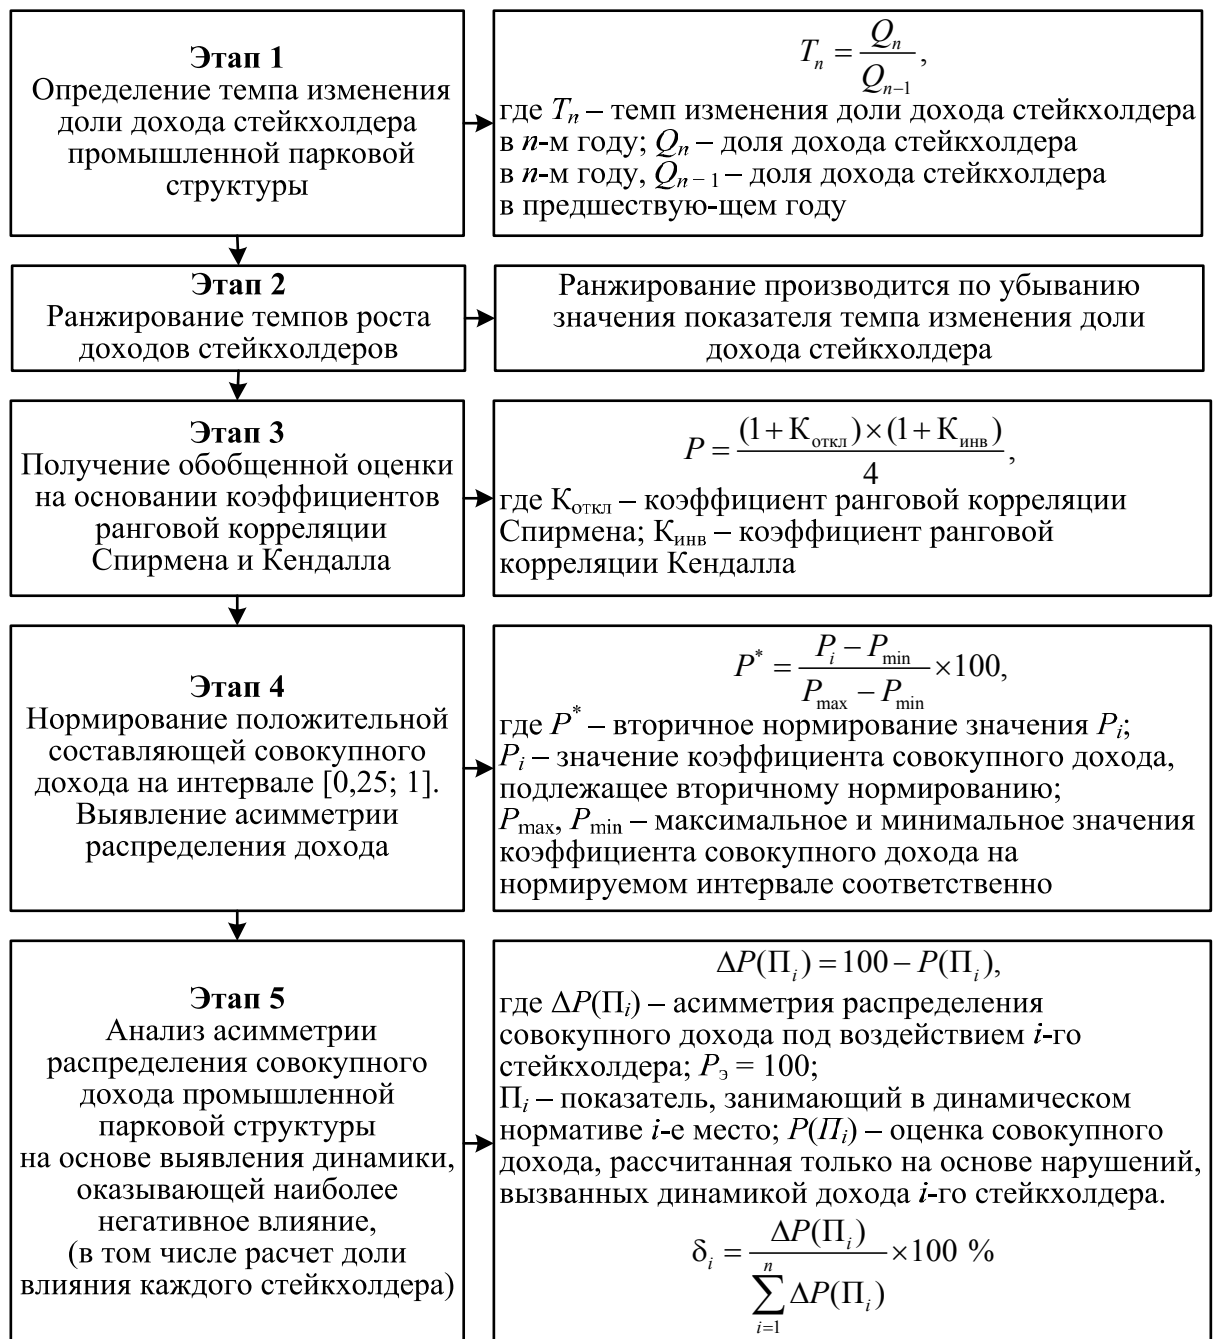 Этап 1
Определение темпа изменения
доли дохода стейкхолдера
промышленной парковой
структуры
T_n = Q_n / Q_{n–1},
где T_n – темп изменения доли дохода стейкхолдера
в n-м году; Q_n – доля дохода стейкхолдера
в n-м году, Q_{n – 1} – доля дохода стейкхолдера
в предшествую-щем году
Этап 2
Ранжирование темпов роста
доходов стейкхолдеров
Ранжирование производится по убыванию
значения показателя темпа изменения доли
дохода стейкхолдера
Этап 3
Получение обобщенной оценки
на основании коэффициентов
ранговой корреляции
Спирмена и Кендалла
P = (1 + К_откл) × (1 + К_инв) / 4,
где К_откл – коэффициент ранговой корреляции
Спирмена; К_инв – коэффициент ранговой
корреляции Кендалла
Этап 4
Нормирование положительной
составляющей совокупного
дохода на интервале [0,25; 1].
Выявление асимметрии
распределения дохода
P* = (P_i – P_min) / (P_max – P_min) × 100,
где P* – вторичное нормирование значения P_i;
P_i – значение коэффициента совокупного дохода,
подлежащее вторичному нормированию;
P_max, P_min – максимальное и минимальное значения
коэффициента совокупного дохода на
нормируемом интервале соответственно
Этап 5
Анализ асимметрии
распределения совокупного
дохода промышленной
парковой структуры
на основе выявления динамики,
оказывающей наиболее
негативное влияние,
(в том числе расчет доли
влияния каждого стейкхолдера)
ΔP(П_i) = 100 – P(П_i),
где ΔP(П_i) – асимметрия распределения
совокупного дохода под воздействием i-го
стейкхолдера; P_э = 100;
П_i – показатель, занимающий в динамическом
нормативе i-е место; P(П_i) – оценка совокупного
дохода, рассчитанная только на основе нарушений,
вызванных динамикой дохода i-го стейкхолдера.
δ_i = ΔP(П_i) / ∑_{i=1}^{n} ΔP(П_i) × 100 %